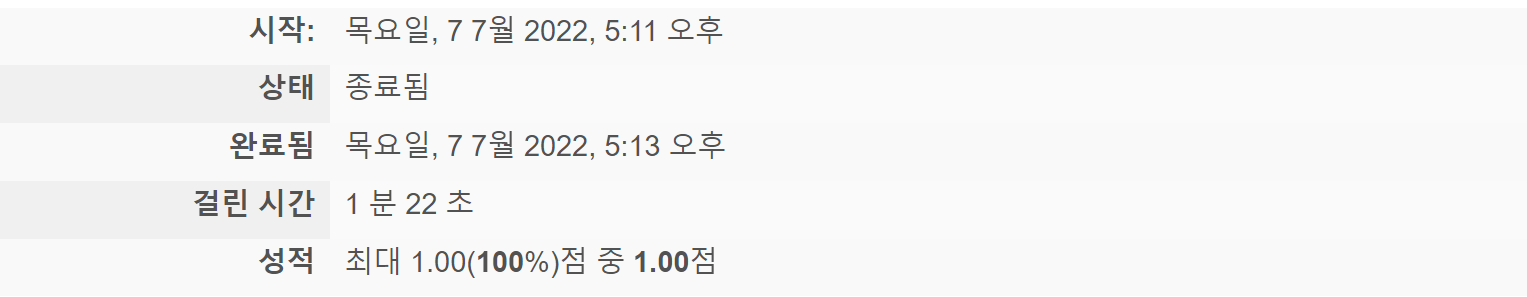 시작: 목요일, 7 7월 2022, 5:11 오후
상태 종료됨
완료됨 목요일, 7 7월 2022, 5:13 오후
걸린 시간 1 분 22 초
성적 최대 1.00(100%)점 중 1.00점